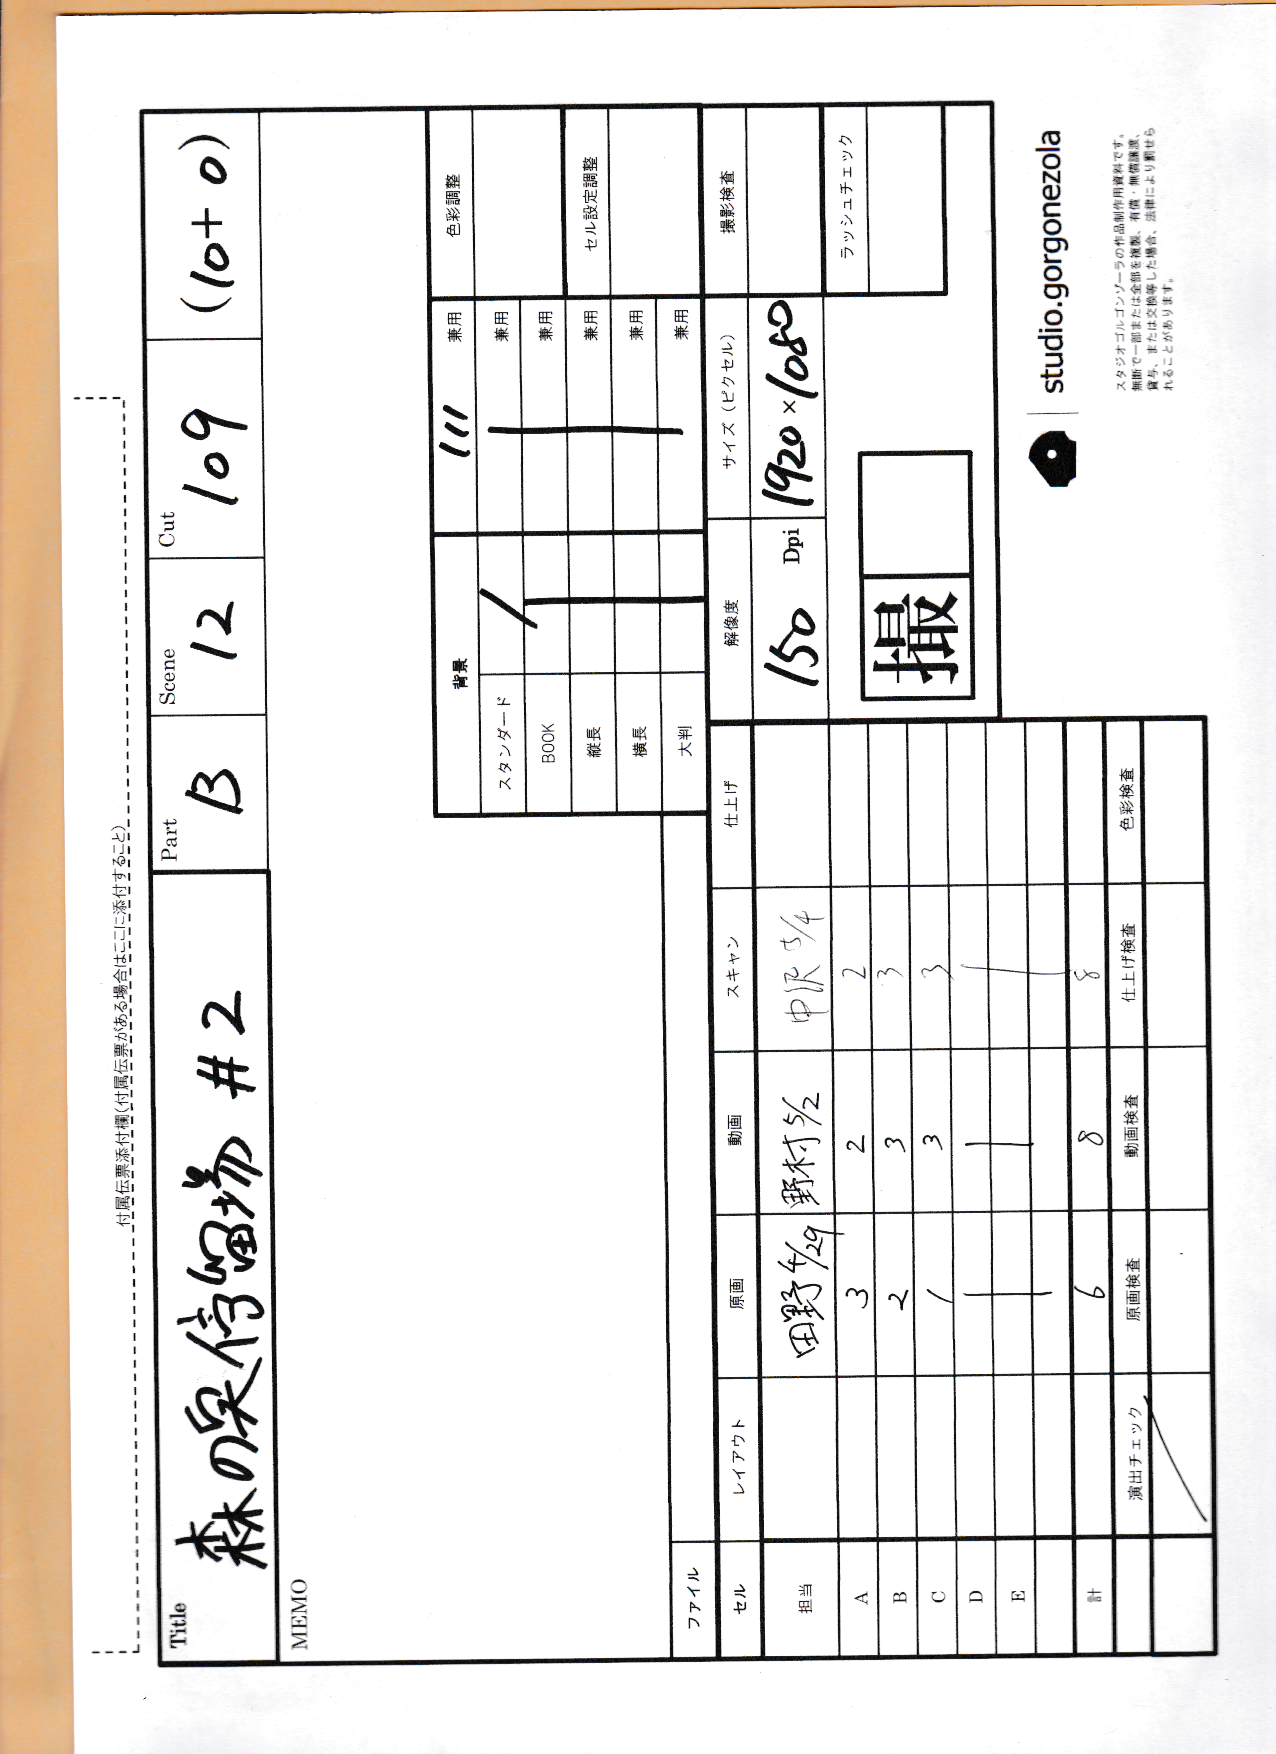 付属伝票添付欄(付属伝票がある場合はここに添付すること)
Title 森の泉停留場 #2
Part B
Scene 12
Cut 109
(10+0)
MEMO
背景 111 兼用 色彩調整
スタンダード 兼用
BOOK 兼用
縦長 兼用 セル設定調整
横長 兼用
大判 兼用
ファイル
解像度 サイズ(ピクセル) 撮影検査
150 Dpi 1920×1080
ラッシュチェック
撮
セル レイアウト 原画 動画 スキャン 仕上げ
担当 田野 4/29 野村 5/2 中沢 5/4
A 3 2 2
B 2 3 3
C 1 3 3
D
E
計 6 8 8
演出チェック 原画検査 動画検査 仕上げ検査 色彩検査
studio.gorgonezola
スタジオゴルゴンゾーラの作品制作用資料です。
無断で一部または全部を複製、有償・無償譲渡、
貸与、または交換等した場合、法律により罰せら
れることがあります。